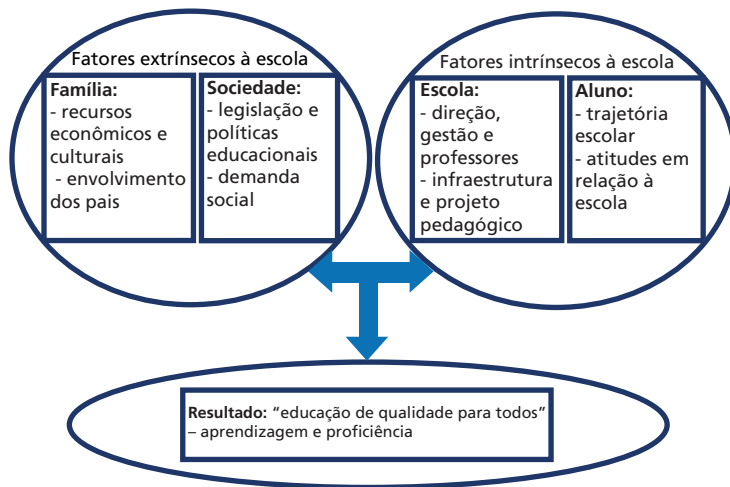 Fatores extrínsecos à escola
Família:
- recursos
econômicos e
culturais
- envolvimento
dos pais
Sociedade:
- legislação e
políticas
educacionais
- demanda
social
Fatores intrínsecos à escola
Escola:
- direção,
gestão e
professores
- infraestrutura
e projeto
pedagógico
Aluno:
- trajetória
escolar
- atitudes em
relação à
escola
Resultado: “educação de qualidade para todos”
– aprendizagem e proficiência